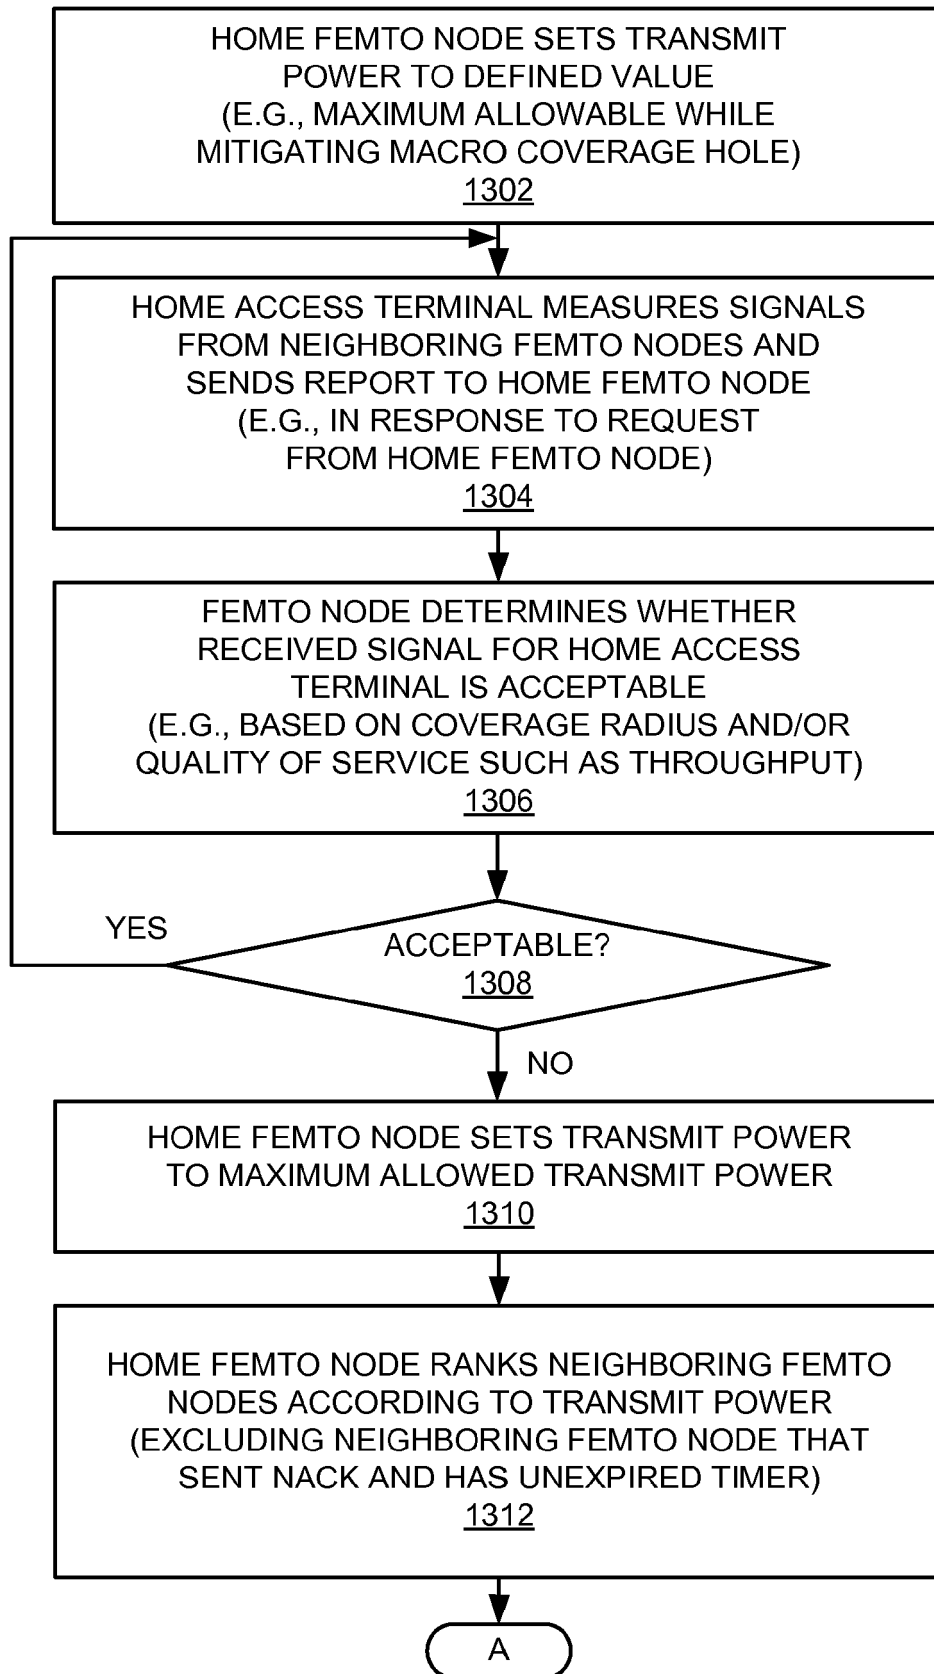 HOME FEMTO NODE SETS TRANSMIT
POWER TO DEFINED VALUE
(E.G., MAXIMUM ALLOWABLE WHILE
MITIGATING MACRO COVERAGE HOLE)
1302
HOME ACCESS TERMINAL MEASURES SIGNALS
FROM NEIGHBORING FEMTO NODES AND
SENDS REPORT TO HOME FEMTO NODE
(E.G., IN RESPONSE TO REQUEST
FROM HOME FEMTO NODE)
1304
FEMTO NODE DETERMINES WHETHER
RECEIVED SIGNAL FOR HOME ACCESS
TERMINAL IS ACCEPTABLE
(E.G., BASED ON COVERAGE RADIUS AND/OR
QUALITY OF SERVICE SUCH AS THROUGHPUT)
1306
YES
ACCEPTABLE?
1308
NO
HOME FEMTO NODE SETS TRANSMIT POWER
TO MAXIMUM ALLOWED TRANSMIT POWER
1310
HOME FEMTO NODE RANKS NEIGHBORING FEMTO
NODES ACCORDING TO TRANSMIT POWER
(EXCLUDING NEIGHBORING FEMTO NODE THAT
SENT NACK AND HAS UNEXPIRED TIMER)
1312
A